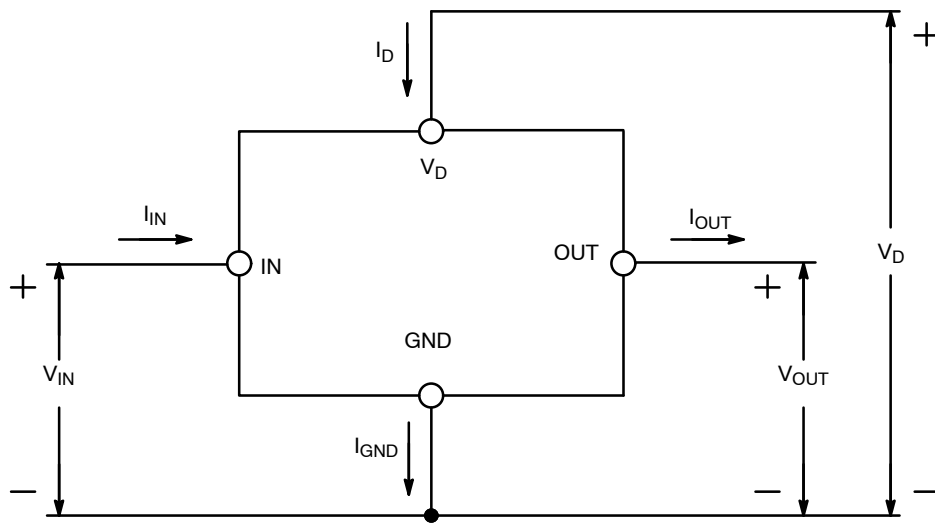 +
I_D
V_D
I_IN
I_OUT
IN
OUT
V_D
+
+
GND
V_IN
V_OUT
I_GND
−
−
−